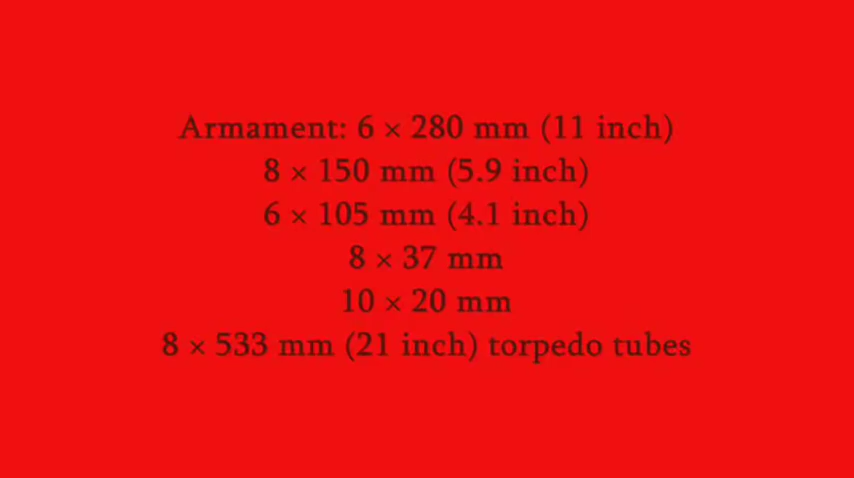 Armament: 6 × 280 mm (11 inch)
8 × 150 mm (5.9 inch)
6 × 105 mm (4.1 inch)
8 × 37 mm
10 × 20 mm
8 × 533 mm (21 inch) torpedo tubes